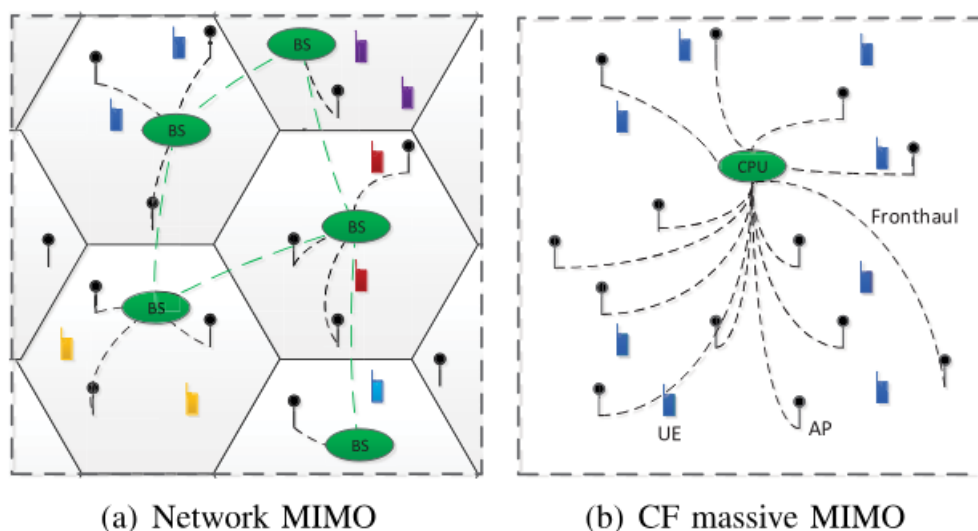 BS
BS
BS
BS
BS
(a) Network MIMO
CPU
Fronthaul
UE
AP
(b) CF massive MIMO